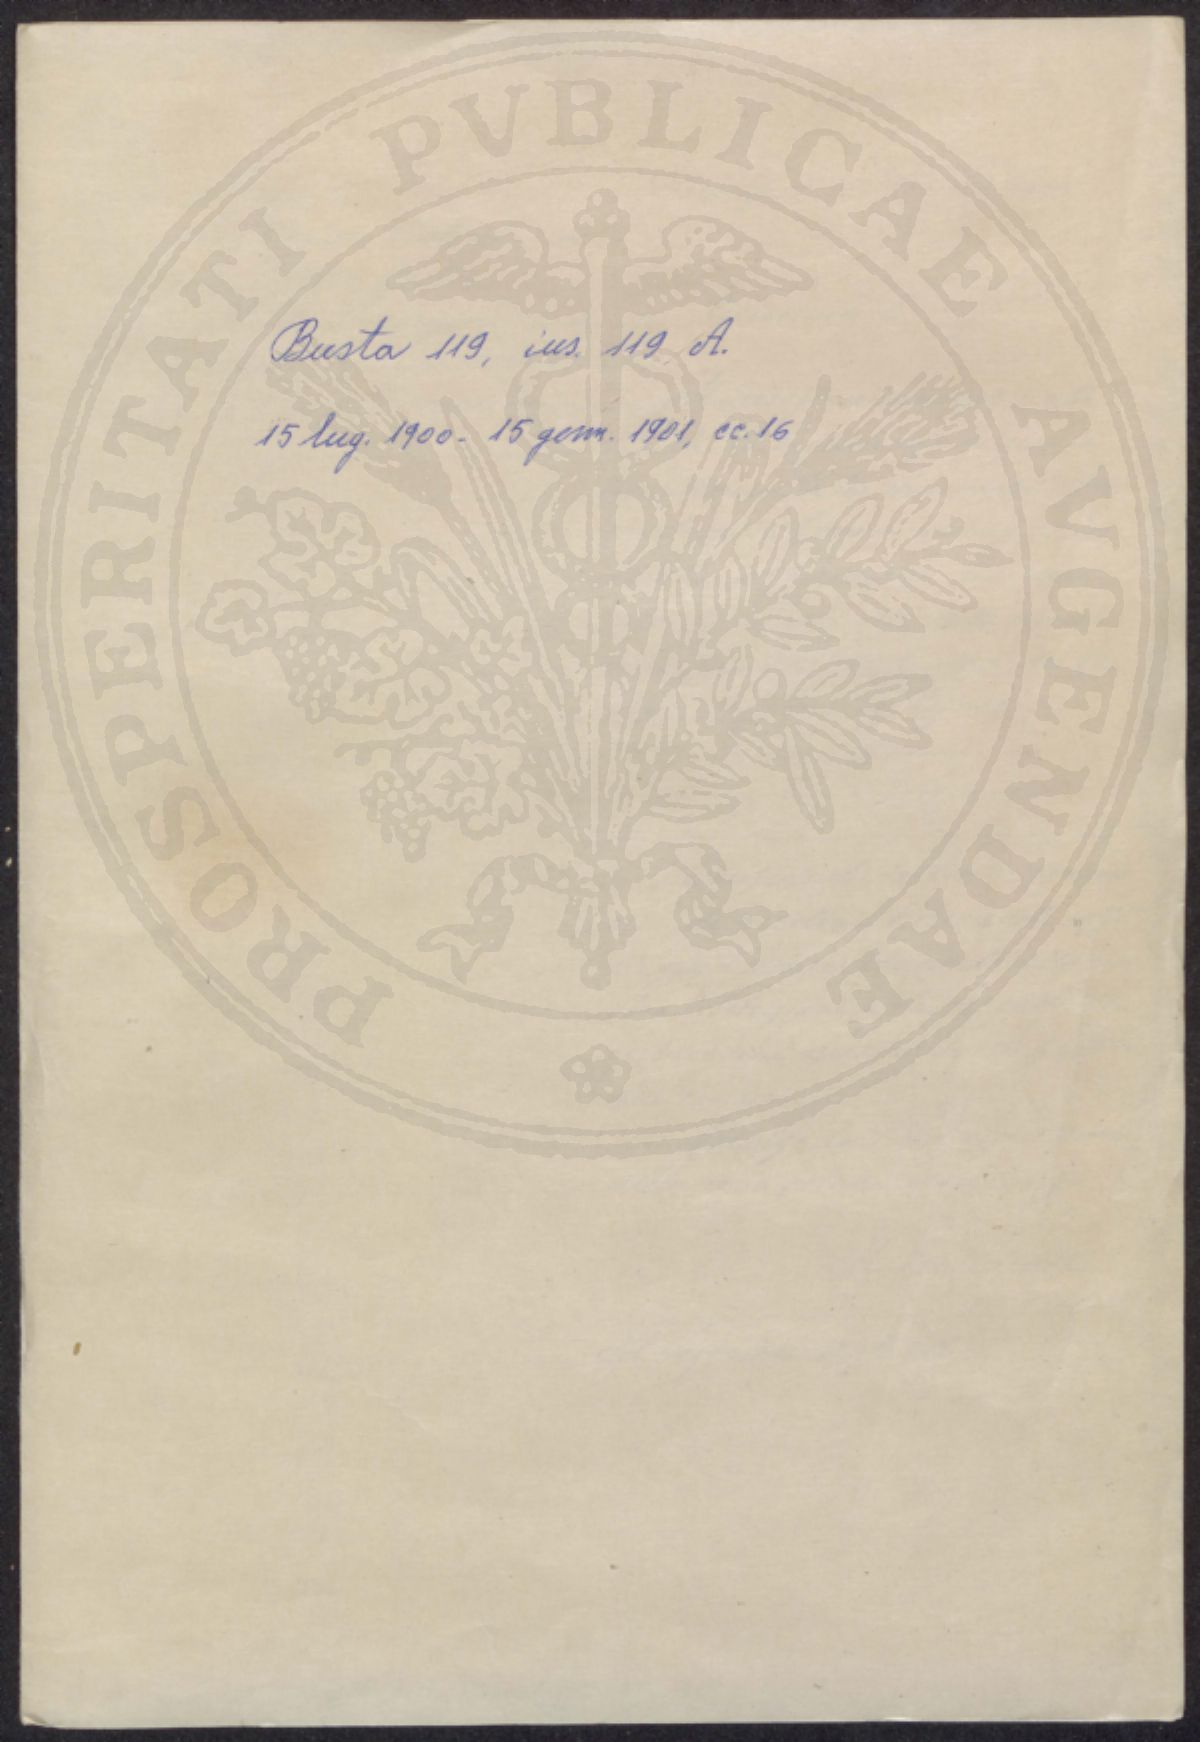 PROSPERITATI PVBLICAE AVGENDAE
Busta 119, ins. 119 A.
15 lug. 1900 - 15 genn. 1901, cc. 16